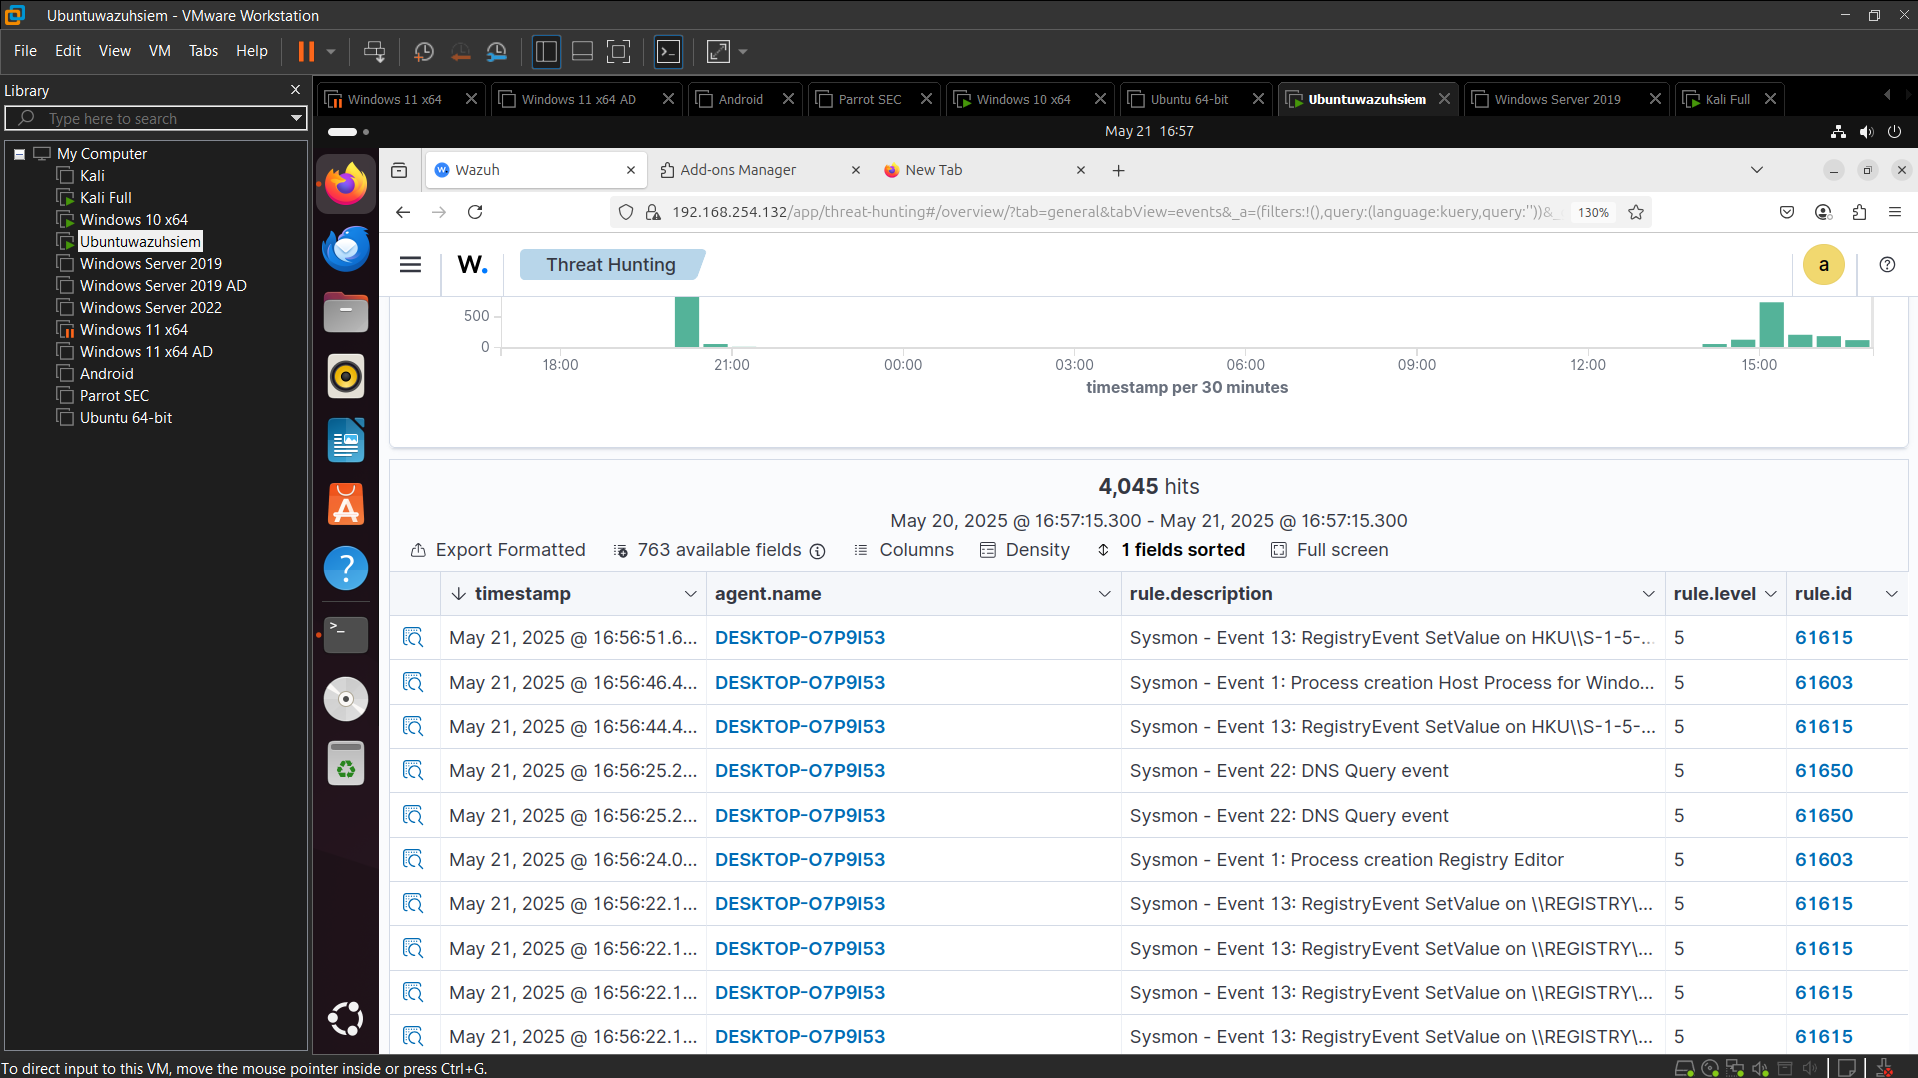 Ubuntuwazuhsiem - VMware Workstation
File Edit View VM Tabs Help
Library
Type here to search
My Computer
Kali
Kali Full
Windows 10 x64
Ubuntuwazuhsiem
Windows Server 2019
Windows Server 2019 AD
Windows Server 2022
Windows 11 x64
Windows 11 x64 AD
Android
Parrot SEC
Ubuntu 64-bit
Windows 11 x64 Windows 11 x64 AD Android Parrot SEC Windows 10 x64 Ubuntu 64-bit Ubuntuwazuhsiem Windows Server 2019 Kali Full
May 21 16:57
Wazuh Add-ons Manager New Tab
192.168.254.132/app/threat-hunting#/overview/?tab=general&tabView=events&_a=(filters:!(),query:(language:kuery,query:''))&_ 130%
W. Threat Hunting a
500
0
18:00 21:00 00:00 03:00 06:00 09:00 12:00 15:00
timestamp per 30 minutes
4,045 hits
May 20, 2025 @ 16:57:15.300 - May 21, 2025 @ 16:57:15.300
Export Formatted 763 available fields Columns Density 1 fields sorted Full screen
timestamp agent.name rule.description rule.level rule.id
May 21, 2025 @ 16:56:51.6... DESKTOP-O7P9I53 Sysmon - Event 13: RegistryEvent SetValue on HKU\\S-1-5-... 5 61615
May 21, 2025 @ 16:56:46.4... DESKTOP-O7P9I53 Sysmon - Event 1: Process creation Host Process for Windo... 5 61603
May 21, 2025 @ 16:56:44.4... DESKTOP-O7P9I53 Sysmon - Event 13: RegistryEvent SetValue on HKU\\S-1-5-... 5 61615
May 21, 2025 @ 16:56:25.2... DESKTOP-O7P9I53 Sysmon - Event 22: DNS Query event 5 61650
May 21, 2025 @ 16:56:25.2... DESKTOP-O7P9I53 Sysmon - Event 22: DNS Query event 5 61650
May 21, 2025 @ 16:56:24.0... DESKTOP-O7P9I53 Sysmon - Event 1: Process creation Registry Editor 5 61603
May 21, 2025 @ 16:56:22.1... DESKTOP-O7P9I53 Sysmon - Event 13: RegistryEvent SetValue on \\REGISTRY\... 5 61615
May 21, 2025 @ 16:56:22.1... DESKTOP-O7P9I53 Sysmon - Event 13: RegistryEvent SetValue on \\REGISTRY\... 5 61615
May 21, 2025 @ 16:56:22.1... DESKTOP-O7P9I53 Sysmon - Event 13: RegistryEvent SetValue on \\REGISTRY\... 5 61615
May 21, 2025 @ 16:56:22.1... DESKTOP-O7P9I53 Sysmon - Event 13: RegistryEvent SetValue on \\REGISTRY\... 5 61615
To direct input to this VM, move the mouse pointer inside or press Ctrl+G.